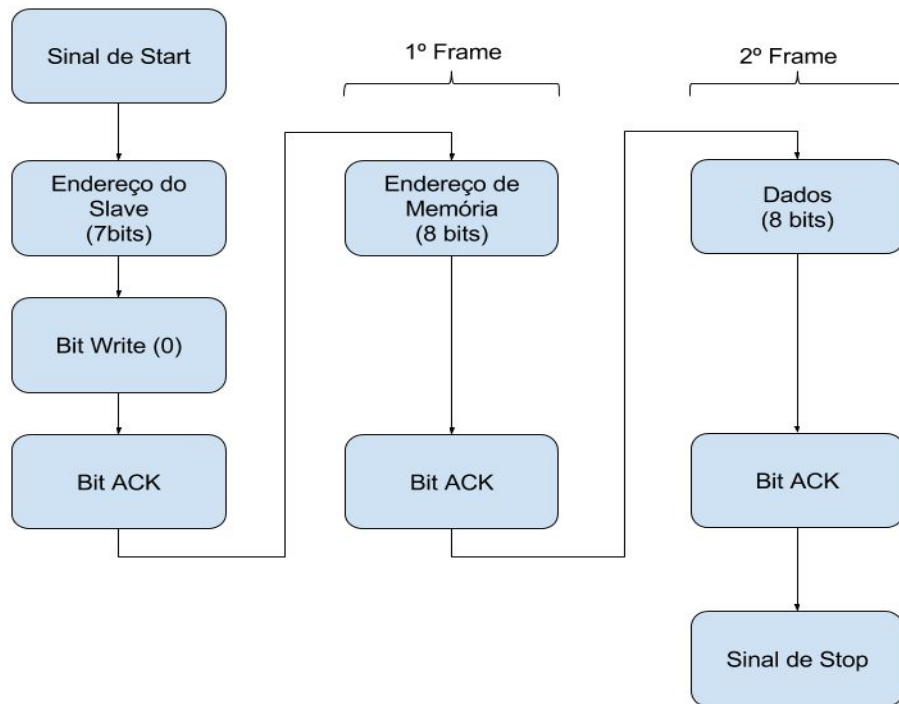 Sinal de Start
Endereço do
Slave
(7bits)
Bit Write (0)
Bit ACK
1º Frame
Endereço de
Memória
(8 bits)
Bit ACK
2º Frame
Dados
(8 bits)
Bit ACK
Sinal de Stop